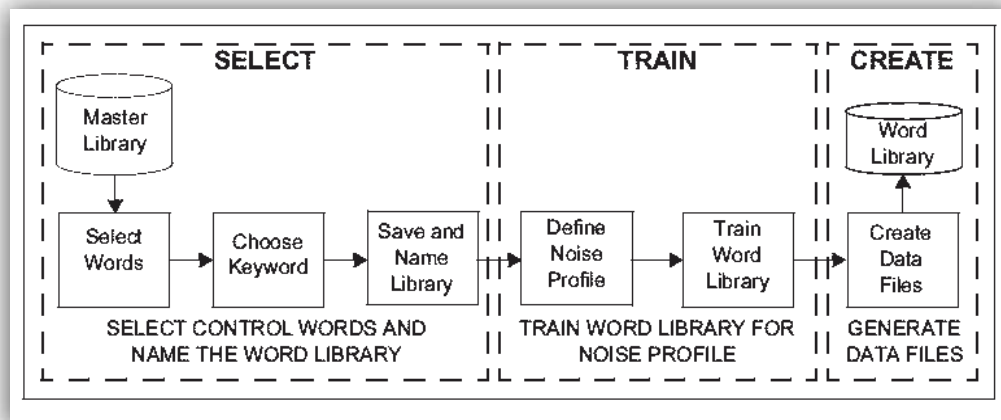 SELECT
Master
Library
Select
Words
Choose
Keyword
Save and
Name
Library
SELECT CONTROL WORDS AND
NAME THE WORD LIBRARY
TRAIN
Define
Noise
Profile
Train
Word
Library
TRAIN WORD LIBRARY FOR
NOISE PROFILE
CREATE
Word
Library
Create
Data
Files
GENERATE
DATA FILES